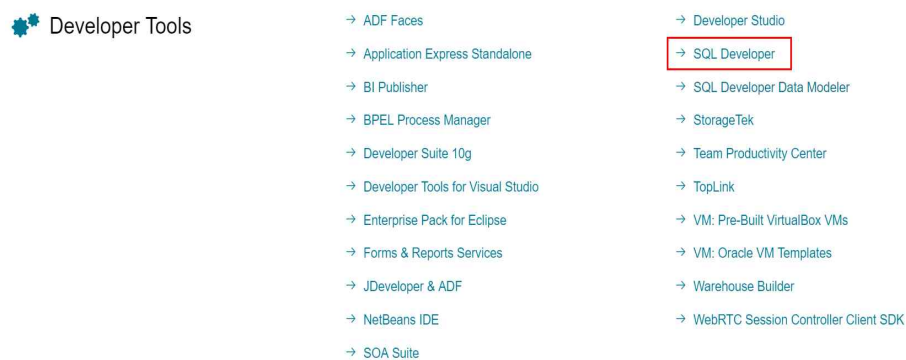 Developer Tools
→ ADF Faces
→ Application Express Standalone
→ BI Publisher
→ BPEL Process Manager
→ Developer Suite 10g
→ Developer Tools for Visual Studio
→ Enterprise Pack for Eclipse
→ Forms & Reports Services
→ JDeveloper & ADF
→ NetBeans IDE
→ SOA Suite
→ Developer Studio
→ SQL Developer
→ SQL Developer Data Modeler
→ StorageTek
→ Team Productivity Center
→ TopLink
→ VM: Pre-Built VirtualBox VMs
→ VM: Oracle VM Templates
→ Warehouse Builder
→ WebRTC Session Controller Client SDK